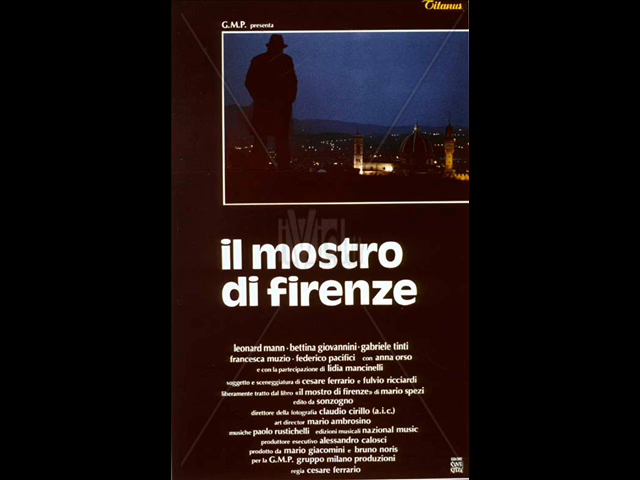 Titanus
G.M.P. presenta
il mostro
di firenze
leonard mann · bettina giovannini · gabriele tinti
francesca muzio · federico pacifici con anna orso
e con la partecipazione di lidia mancinelli
soggetto e sceneggiatura di cesare ferrario e fulvio ricciardi
liberamente tratto dal libro «il mostro di firenze» di mario spezi
edito da sonzogno
direttore della fotografia claudio cirillo (a.i.c.)
art director mario ambrosino
musiche paolo rustichelli edizioni musicali nazional music
produttore esecutivo alessandro calosci
prodotto da mario giacomini e bruno noris
per la G.M.P. gruppo milano produzioni
regia cesare ferrario